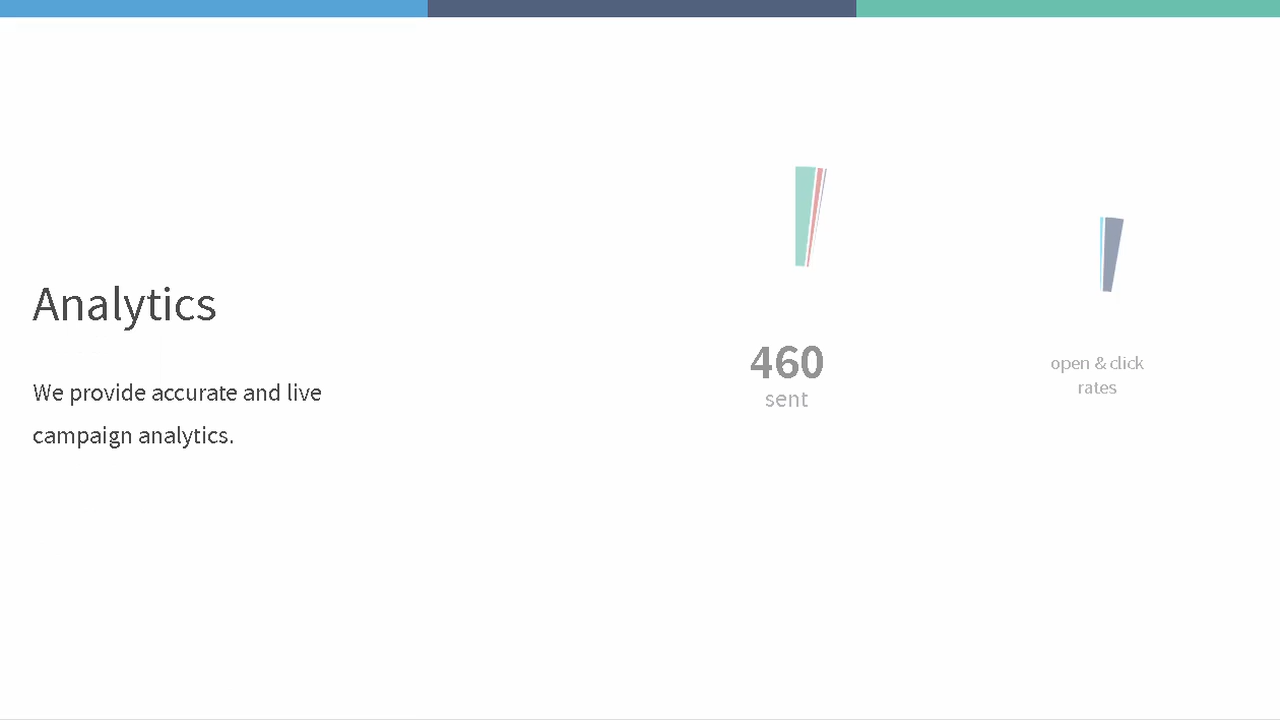 Analytics
We provide accurate and live
campaign analytics.
460
sent
open & click
rates